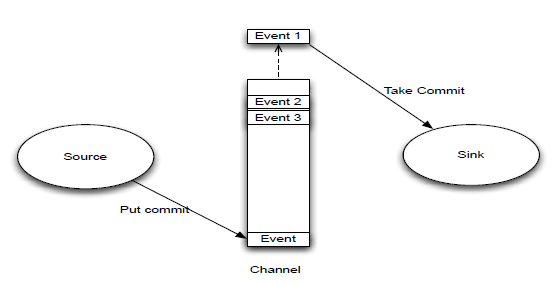 Event 1
Take Commit
Event 2
Event 3
Source
Sink
Put commit
Event
Channel